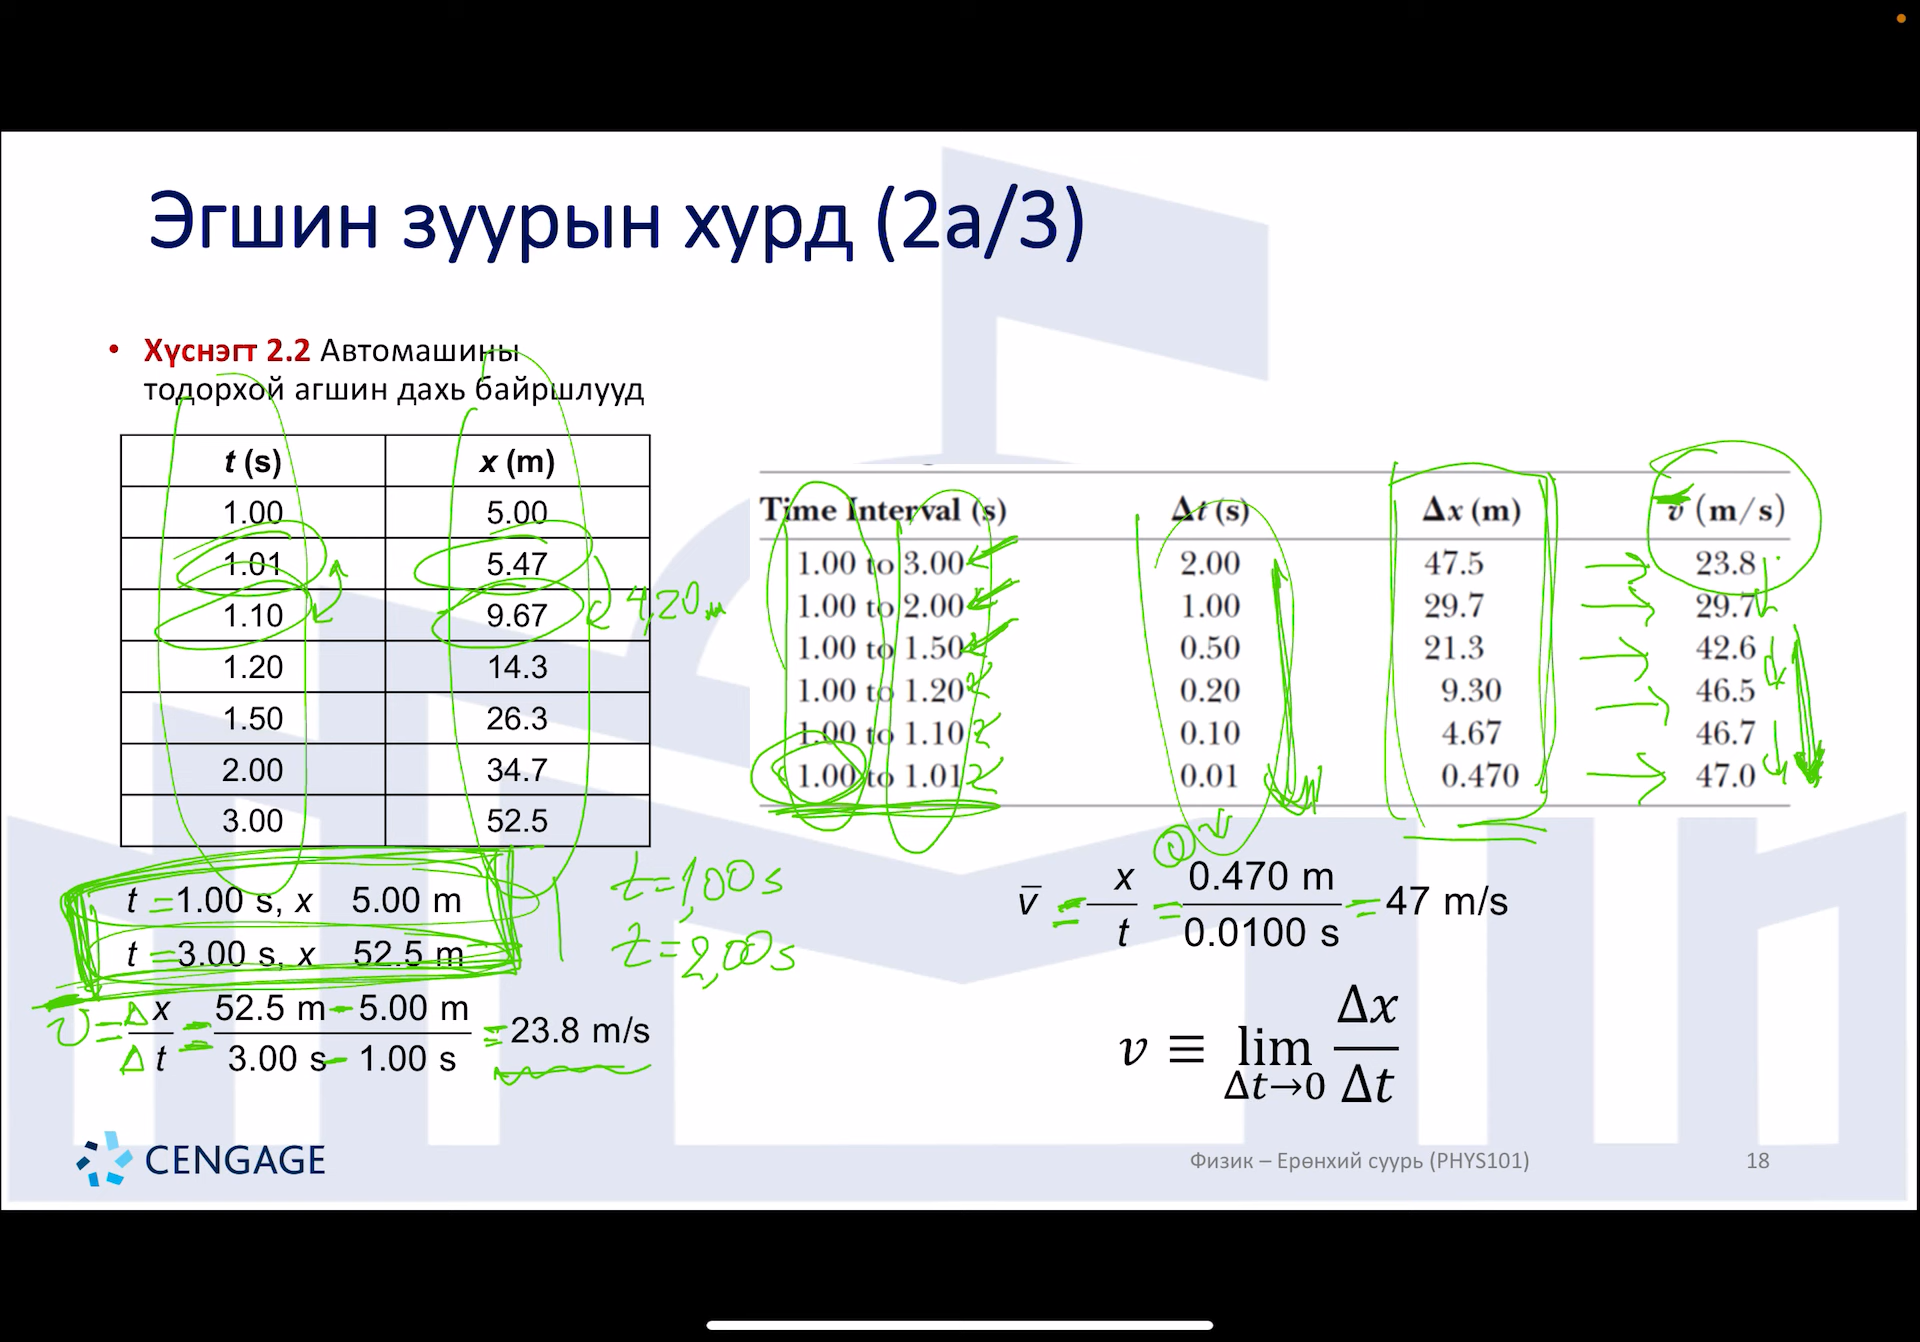 Эгшин зуурын хурд (2a/3)
• Хүснэгт 2.2 Автомашины
тодорхой агшин дахь байршлууд
t (s) x (m)
1.00 5.00
1.01 5.47
1.10 9.67
1.20 14.3
1.50 26.3
2.00 34.7
3.00 52.5
4,20 м
t = 1.00 s, x 5.00 m
t = 3.00 s, x 52.5 m
t = 1,00 s
t = 2,00 s
v̄ = Δx/Δt = (52.5 m − 5.00 m)/(3.00 s − 1.00 s) = 23.8 m/s
Time Interval (s) Δt (s) Δx (m) v̄ (m/s)
1.00 to 3.00 2.00 47.5 23.8
1.00 to 2.00 1.00 29.7 29.7
1.00 to 1.50 0.50 21.3 42.6
1.00 to 1.20 0.20 9.30 46.5
1.00 to 1.10 0.10 4.67 46.7
1.00 to 1.01 0.01 0.470 47.0
v̄ = x/t = 0.470 m/0.0100 s = 47 m/s
v ≡ lim Δt→0 Δx/Δt
CENGAGE
Физик – Ерөнхий суурь (PHYS101)
18